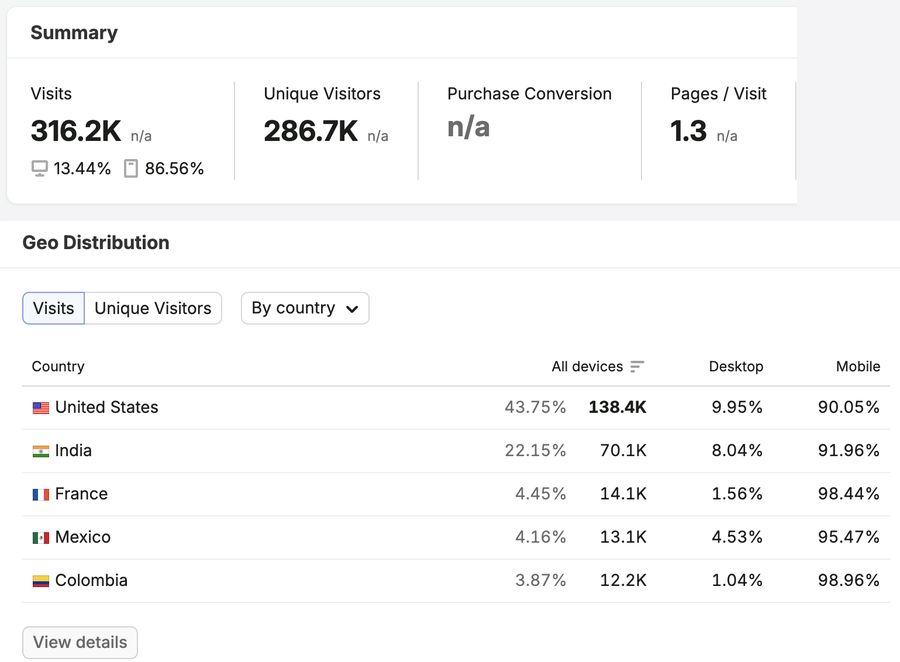 Summary
Visits Unique Visitors Purchase Conversion Pages / Visit
316.2K n/a 286.7K n/a n/a 1.3 n/a
13.44% 86.56%
Geo Distribution
Visits Unique Visitors By country
Country All devices Desktop Mobile
United States 43.75% 138.4K 9.95% 90.05%
India 22.15% 70.1K 8.04% 91.96%
France 4.45% 14.1K 1.56% 98.44%
Mexico 4.16% 13.1K 4.53% 95.47%
Colombia 3.87% 12.2K 1.04% 98.96%
View details